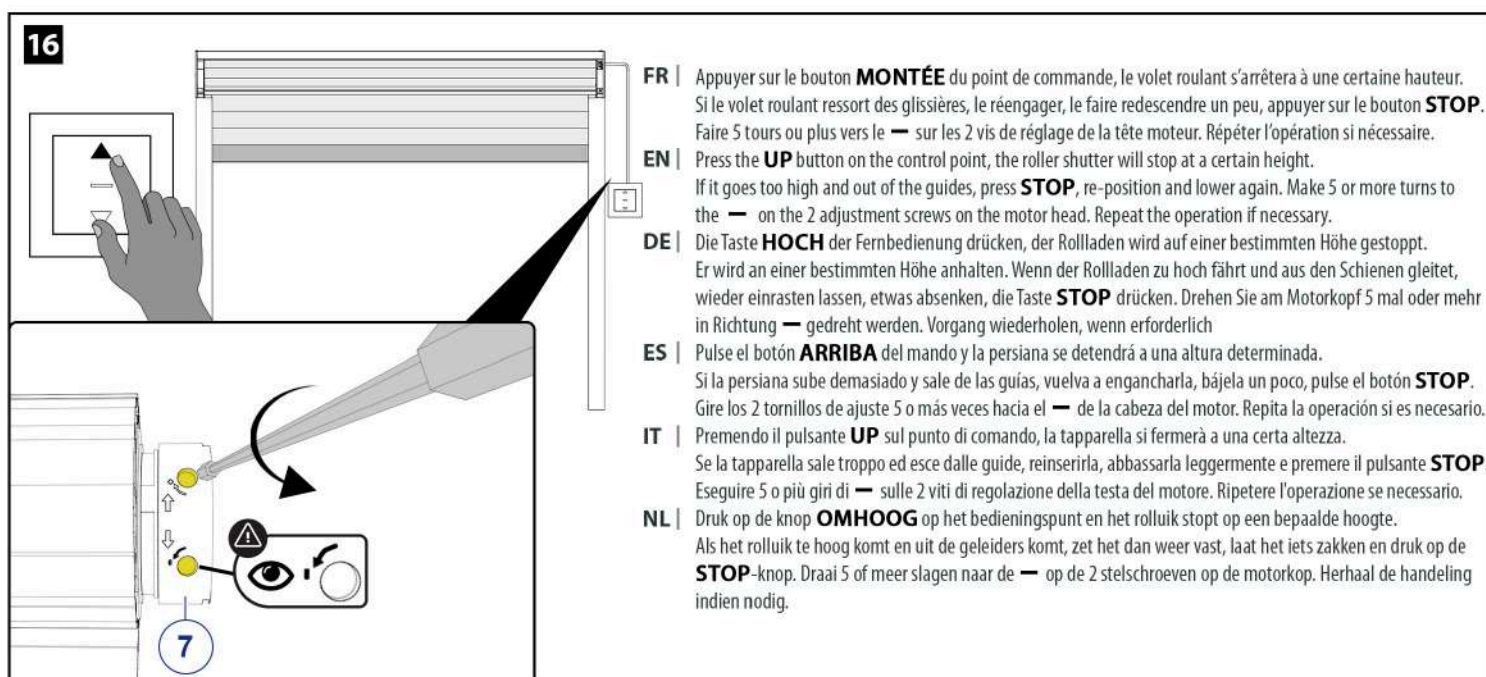 16
FR | Appuyer sur le bouton MONTÉE du point de commande, le volet roulant s’arrêtera à une certaine hauteur.
Si le volet roulant ressort des glissières, le réengager, le faire redescendre un peu, appuyer sur le bouton STOP.
Faire 5 tours ou plus vers le — sur les 2 vis de réglage de la tête moteur. Répéter l’opération si nécessaire.
EN | Press the UP button on the control point, the roller shutter will stop at a certain height.
If it goes too high and out of the guides, press STOP, re-position and lower again. Make 5 or more turns to
the — on the 2 adjustment screws on the motor head. Repeat the operation if necessary.
DE | Die Taste HOCH der Fernbedienung drücken, der Rollladen wird auf einer bestimmten Höhe gestoppt.
Er wird an einer bestimmten Höhe anhalten. Wenn der Rollladen zu hoch fährt und aus den Schienen gleitet,
wieder einrasten lassen, etwas absenken, die Taste STOP drücken. Drehen Sie am Motorkopf 5 mal oder mehr
in Richtung — gedreht werden. Vorgang wiederholen, wenn erforderlich
ES | Pulse el botón ARRIBA del mando y la persiana se detendrá a una altura determinada.
Si la persiana sube demasiado y sale de las guías, vuelva a engancharla, bájela un poco, pulse el botón STOP.
Gire los 2 tornillos de ajuste 5 o más veces hacia el — de la cabeza del motor. Repita la operación si es necesario.
IT | Premendo il pulsante UP sul punto di comando, la tapparella si fermerà a una certa altezza.
Se la tapparella sale troppo ed esce dalle guide, reinserirla, abbassarla leggermente e premere il pulsante STOP.
Eseguire 5 o più giri di — sulle 2 viti di regolazione della testa del motore. Ripetere l'operazione se necessario.
NL | Druk op de knop OMHOOG op het bedieningspunt en het rolluik stopt op een bepaalde hoogte.
Als het rolluik te hoog komt en uit de geleiders komt, zet het dan weer vast, laat het iets zakken en druk op de
STOP-knop. Draai 5 of meer slagen naar de — op de 2 stelschroeven op de motorkop. Herhaal de handeling
indien nodig.
7